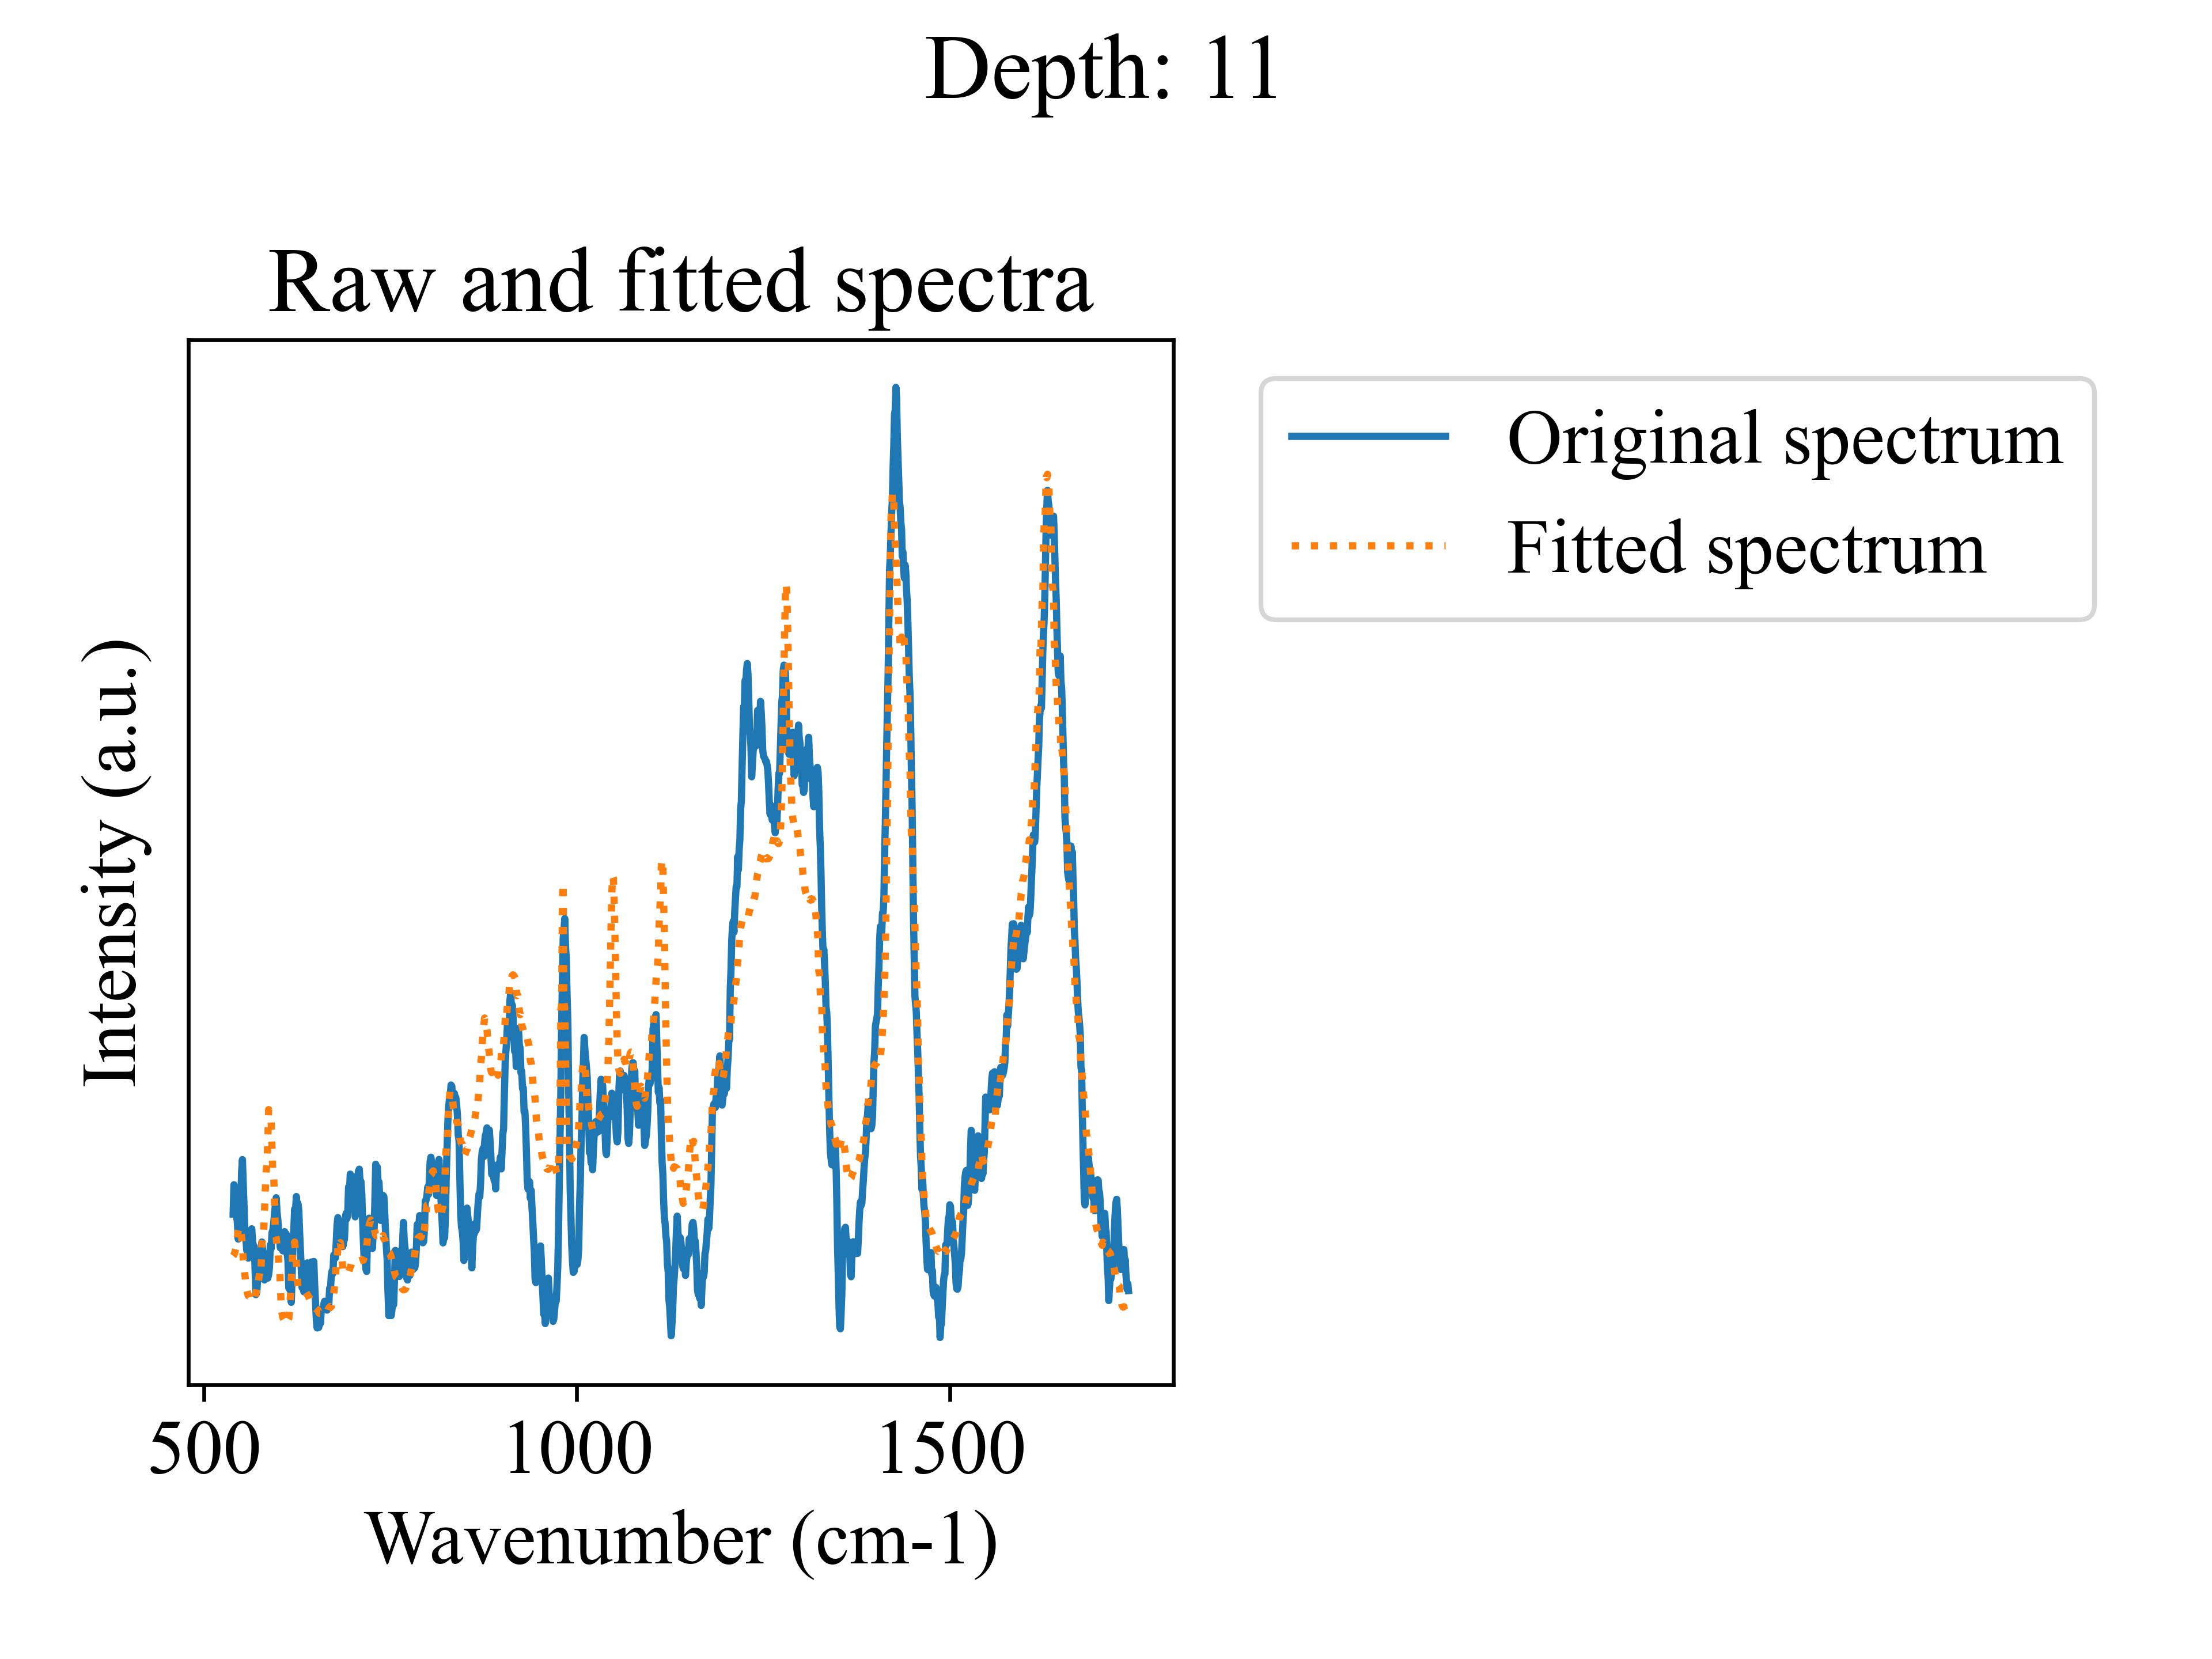 Depth: 11
Raw and fitted spectra
Original spectrum
Fitted spectrum
Intensity (a.u.)
500 1000 1500
Wavenumber (cm-1)